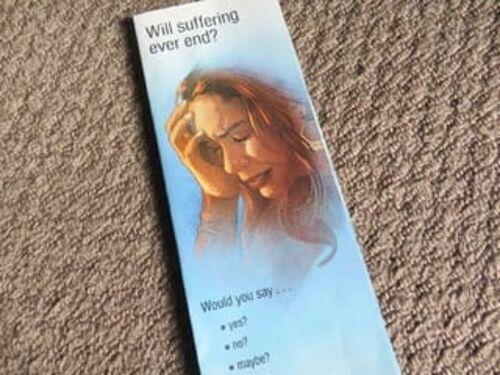 Will suffering
ever end?
Would you say . . .
• yes?
• no?
• maybe?